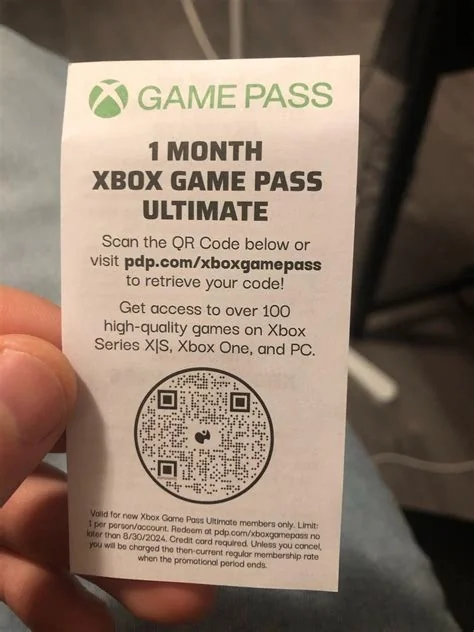 XBOX GAME PASS
1 MONTH
XBOX GAME PASS
ULTIMATE
Scan the QR Code below or
visit pdp.com/xboxgamepass
to retrieve your code!
Get access to over 100
high-quality games on Xbox
Series X|S, Xbox One, and PC.
Valid for new Xbox Game Pass Ultimate members only. Limit:
1 per person/account. Redeem at pdp.com/xboxgamepass no
later than 8/30/2024. Credit card required. Unless you cancel,
you will be charged the then-current regular membership rate
when the promotional period ends.